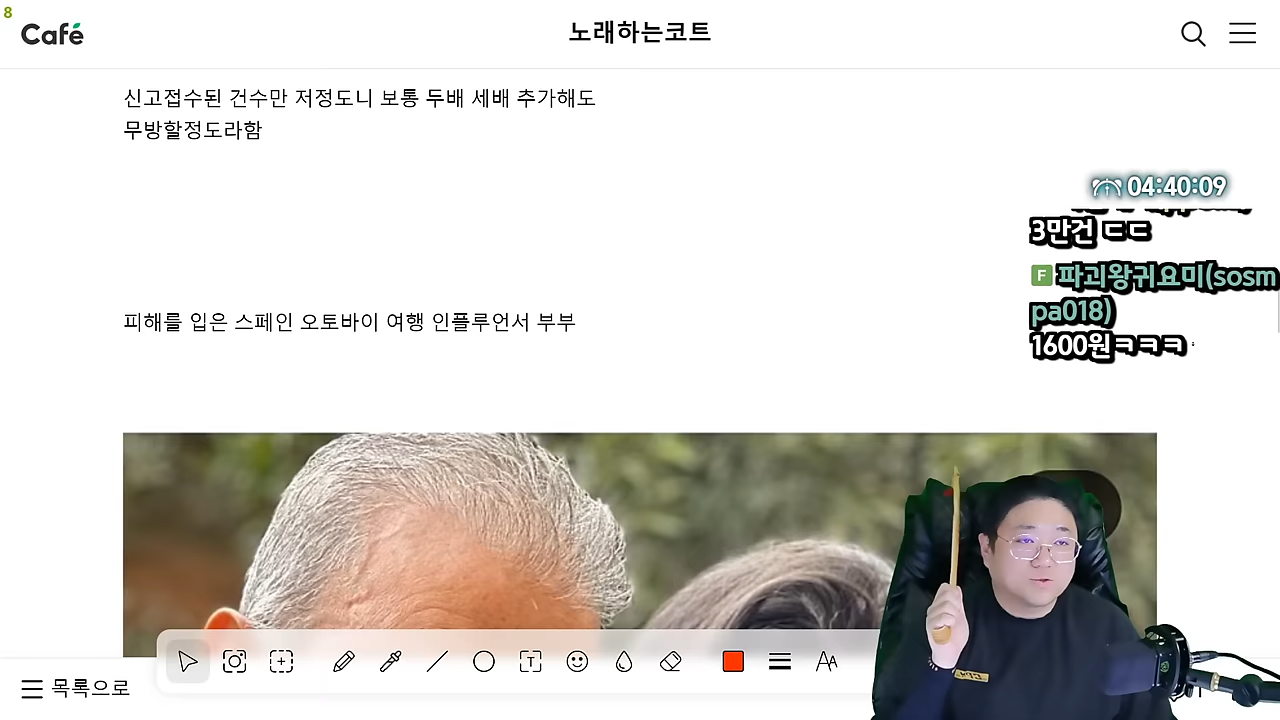 8
Café
노래하는코트
신고접수된 건수만 저정도니 보통 두배 세배 추가해도
무방할정도라함
04:40:09
3만건 ㄷㄷ
F 파괴왕귀요미(sosm
pa018)
1600원ㅋㅋㅋ
피해를 입은 스페인 오토바이 여행 인플루언서 부부
T
AA
목록으로